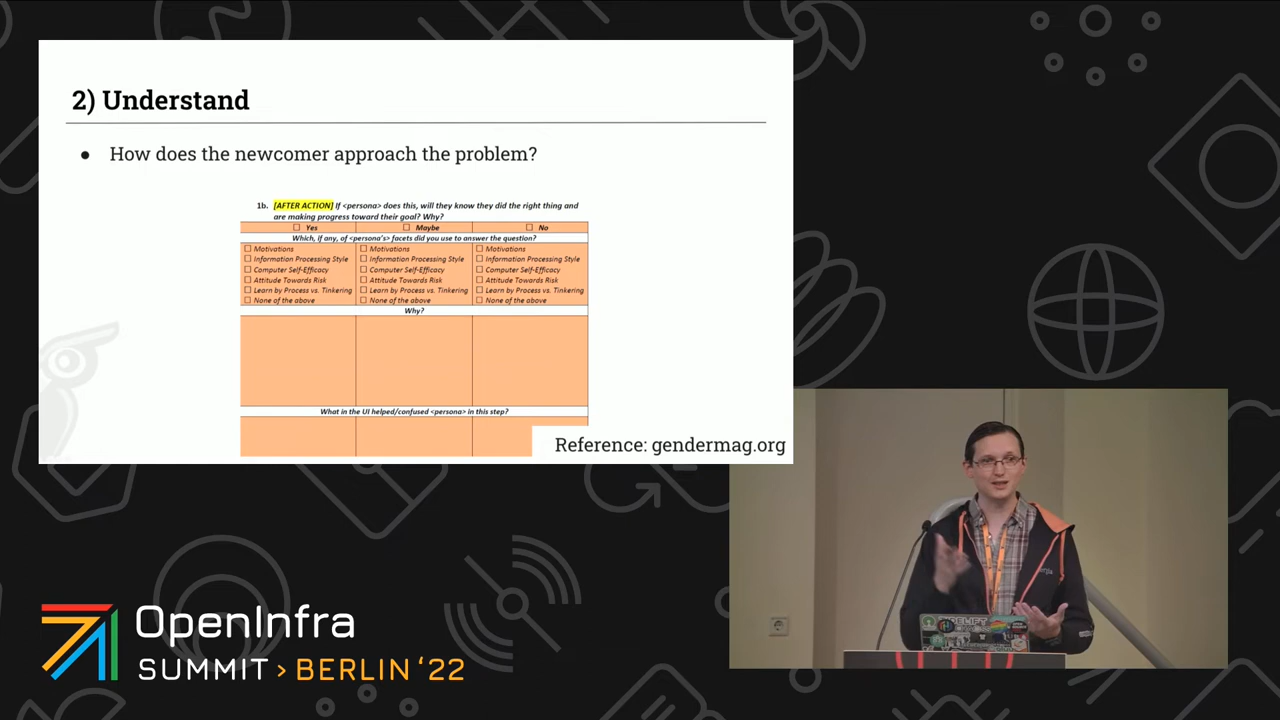 2) Understand
● How does the newcomer approach the problem?
1b. [AFTER ACTION] If <persona> does this, will they know they did the right thing and
are making progress toward their goal? Why?
☐ Yes ☐ Maybe ☐ No
Which, if any, of <persona's> facets did you use to answer the question?
☐ Motivations ☐ Motivations ☐ Motivations
☐ Information Processing Style ☐ Information Processing Style ☐ Information Processing Style
☐ Computer Self-Efficacy ☐ Computer Self-Efficacy ☐ Computer Self-Efficacy
☐ Attitude Towards Risk ☐ Attitude Towards Risk ☐ Attitude Towards Risk
☐ Learn by Process vs. Tinkering ☐ Learn by Process vs. Tinkering ☐ Learn by Process vs. Tinkering
☐ None of the above ☐ None of the above ☐ None of the above
Why?
What in the UI helped/confused <persona> in this step?
Reference: gendermag.org
OpenInfra
SUMMIT > BERLIN '22